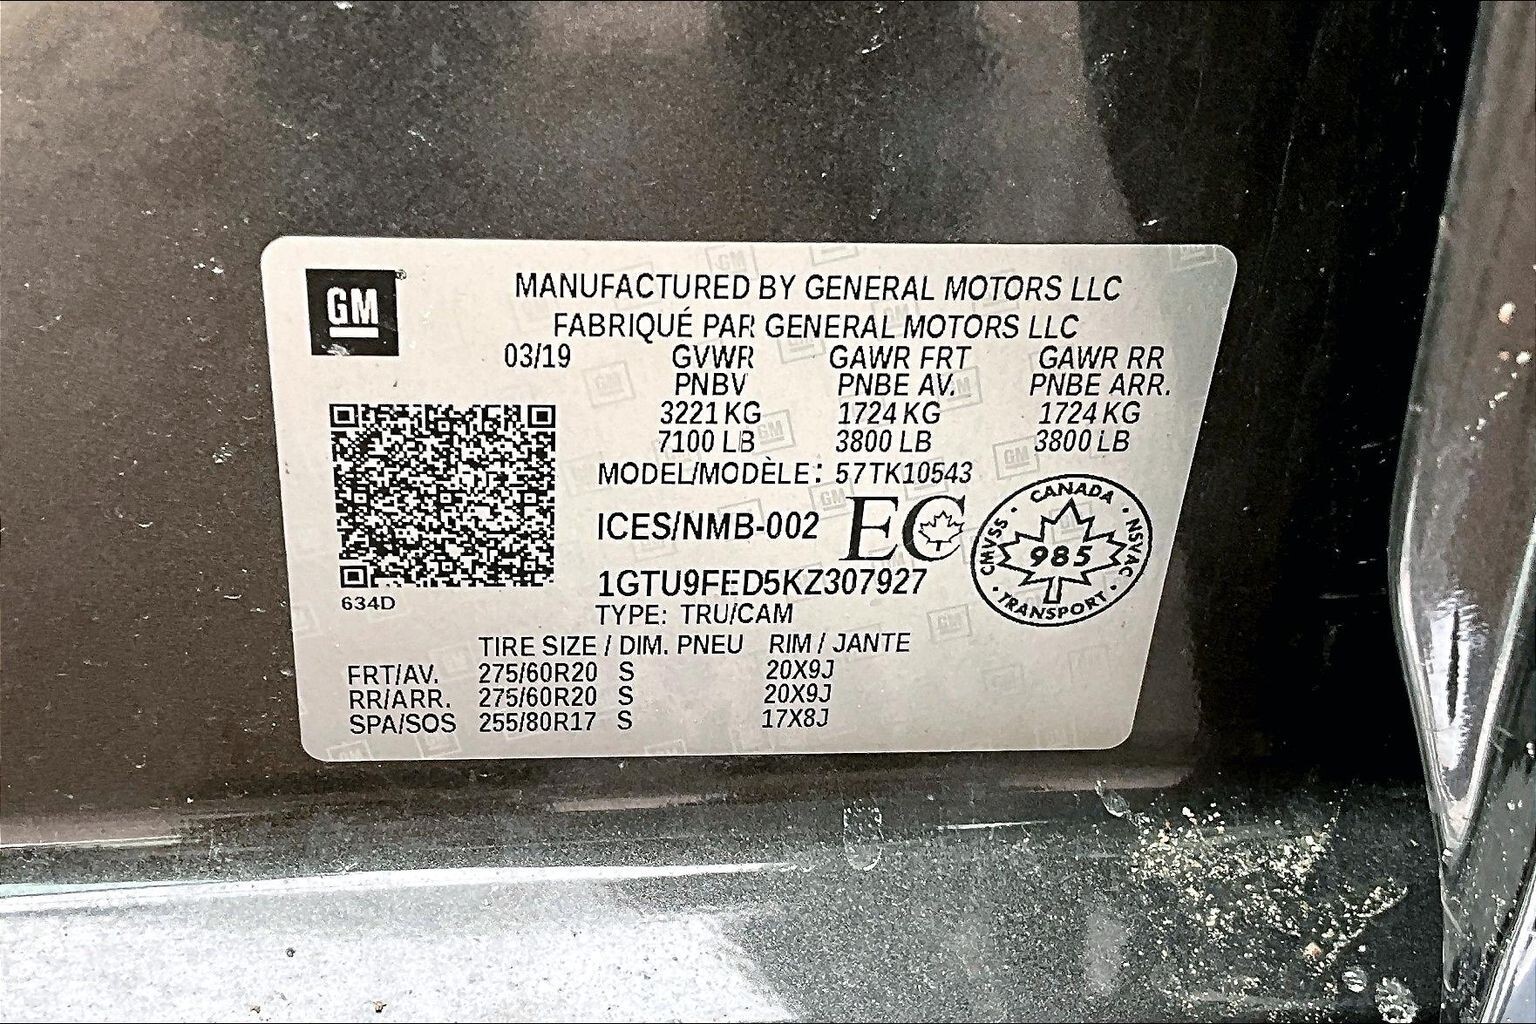 GM
MANUFACTURED BY GENERAL MOTORS LLC
FABRIQUÉ PAR GENERAL MOTORS LLC
03/19 GVWR GAWR FRT GAWR RR
PNBV PNBE AV. PNBE ARR.
3221 KG 1724 KG 1724 KG
7100 LB 3800 LB 3800 LB
MODEL/MODÈLE: 57TK10543
ICES/NMB-002 EC
CANADA · NSVAC · TRANSPORT · CMVSS ·
985
1GTU9FED5KZ307927
634D
TYPE: TRU/CAM
TIRE SIZE / DIM. PNEU RIM / JANTE
FRT/AV. 275/60R20 S 20X9J
RR/ARR. 275/60R20 S 20X9J
SPA/SOS 255/80R17 S 17X8J